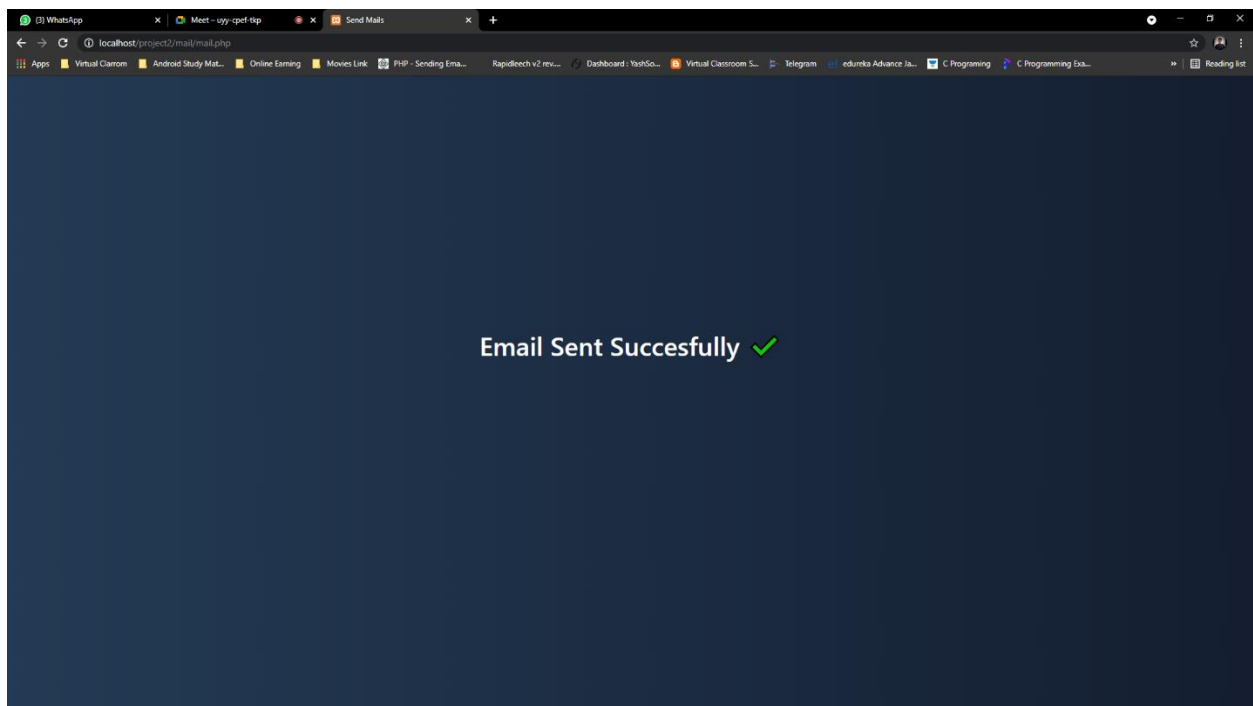 (3) WhatsApp Meet – uyy-cpef-tkp Send Mails
localhost/project2/mail/mail.php
Apps Virtual Clarrom Android Study Mat... Online Earning Movies Link PHP - Sending Ema... Rapidleech v2 rev.... Dashboard : YashSo... Virtual Classroom S... Telegram edureka Advance Ja... C Programing C Programming Exa... » Reading list
Email Sent Succesfully